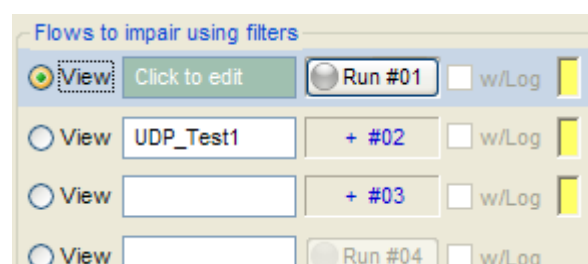 Flows to impair using filters
View Click to edit Run #01 w/Log
View UDP_Test1 + #02 w/Log
View + #03 w/Log
View Run #04 w/Log